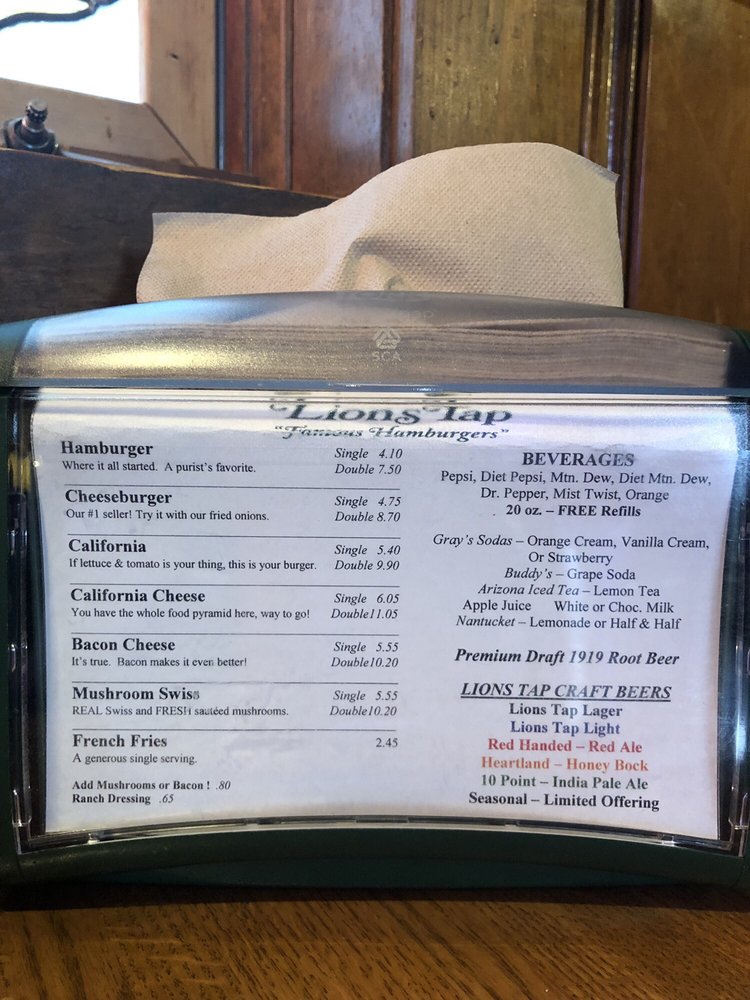 SCA
Lions Tap
"Famous Hamburgers"
Hamburger
Single 4.10
Where it all started. A purist's favorite.
Double 7.50
Cheeseburger
Single 4.75
Our #1 seller! Try it with our fried onions.
Double 8.70
California
Single 5.40
If lettuce & tomato is your thing, this is your burger.
Double 9.90
California Cheese
Single 6.05
You have the whole food pyramid here, way to go!
Double 11.05
Bacon Cheese
Single 5.55
It's true. Bacon makes it even better!
Double 10.20
Mushroom Swiss
Single 5.55
REAL Swiss and FRESH sautéed mushrooms.
Double 10.20
French Fries
2.45
A generous single serving.
Add Mushrooms or Bacon ! .80
Ranch Dressing .65
BEVERAGES
Pepsi, Diet Pepsi, Mtn. Dew, Diet Mtn. Dew,
Dr. Pepper, Mist Twist, Orange
20 oz. – FREE Refills
Gray's Sodas – Orange Cream, Vanilla Cream,
Or Strawberry
Buddy's – Grape Soda
Arizona Iced Tea – Lemon Tea
Apple Juice White or Choc. Milk
Nantucket – Lemonade or Half & Half
Premium Draft 1919 Root Beer
LIONS TAP CRAFT BEERS
Lions Tap Lager
Lions Tap Light
Red Handed – Red Ale
Heartland – Honey Bock
10 Point – India Pale Ale
Seasonal – Limited Offering